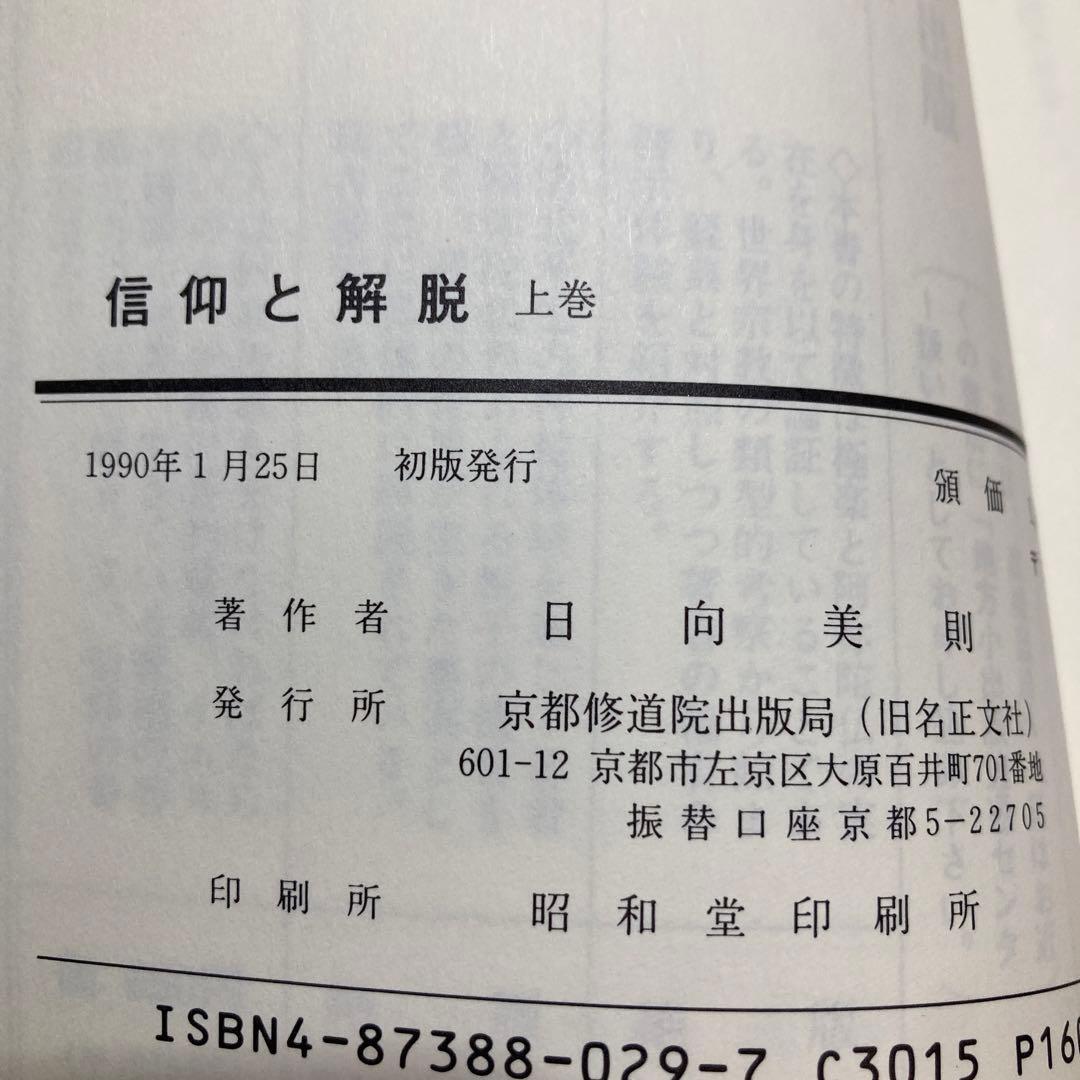 信仰と解脱 上巻
1990年1月25日 初版発行
頒価
著作者 日向美則
発行所 京都修道院出版局（旧名正文社）
601-12 京都市左京区大原百井町701番地
振替口座京都5-22705
印刷所 昭和堂印刷所
ISBN4-87388-029-7 C3015 P16